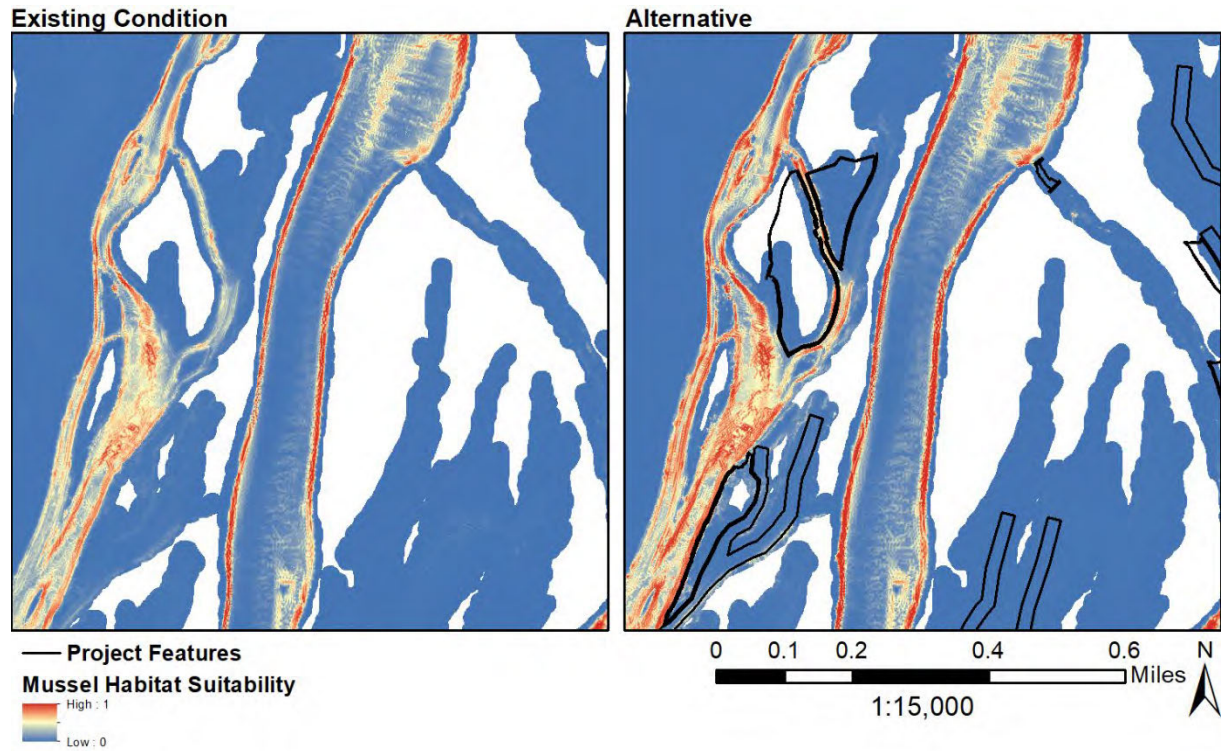 Existing Condition
Alternative
Project Features
Mussel Habitat Suitability
High : 1
Low : 0
0 0.1 0.2 0.4 0.6
Miles
1:15,000
N